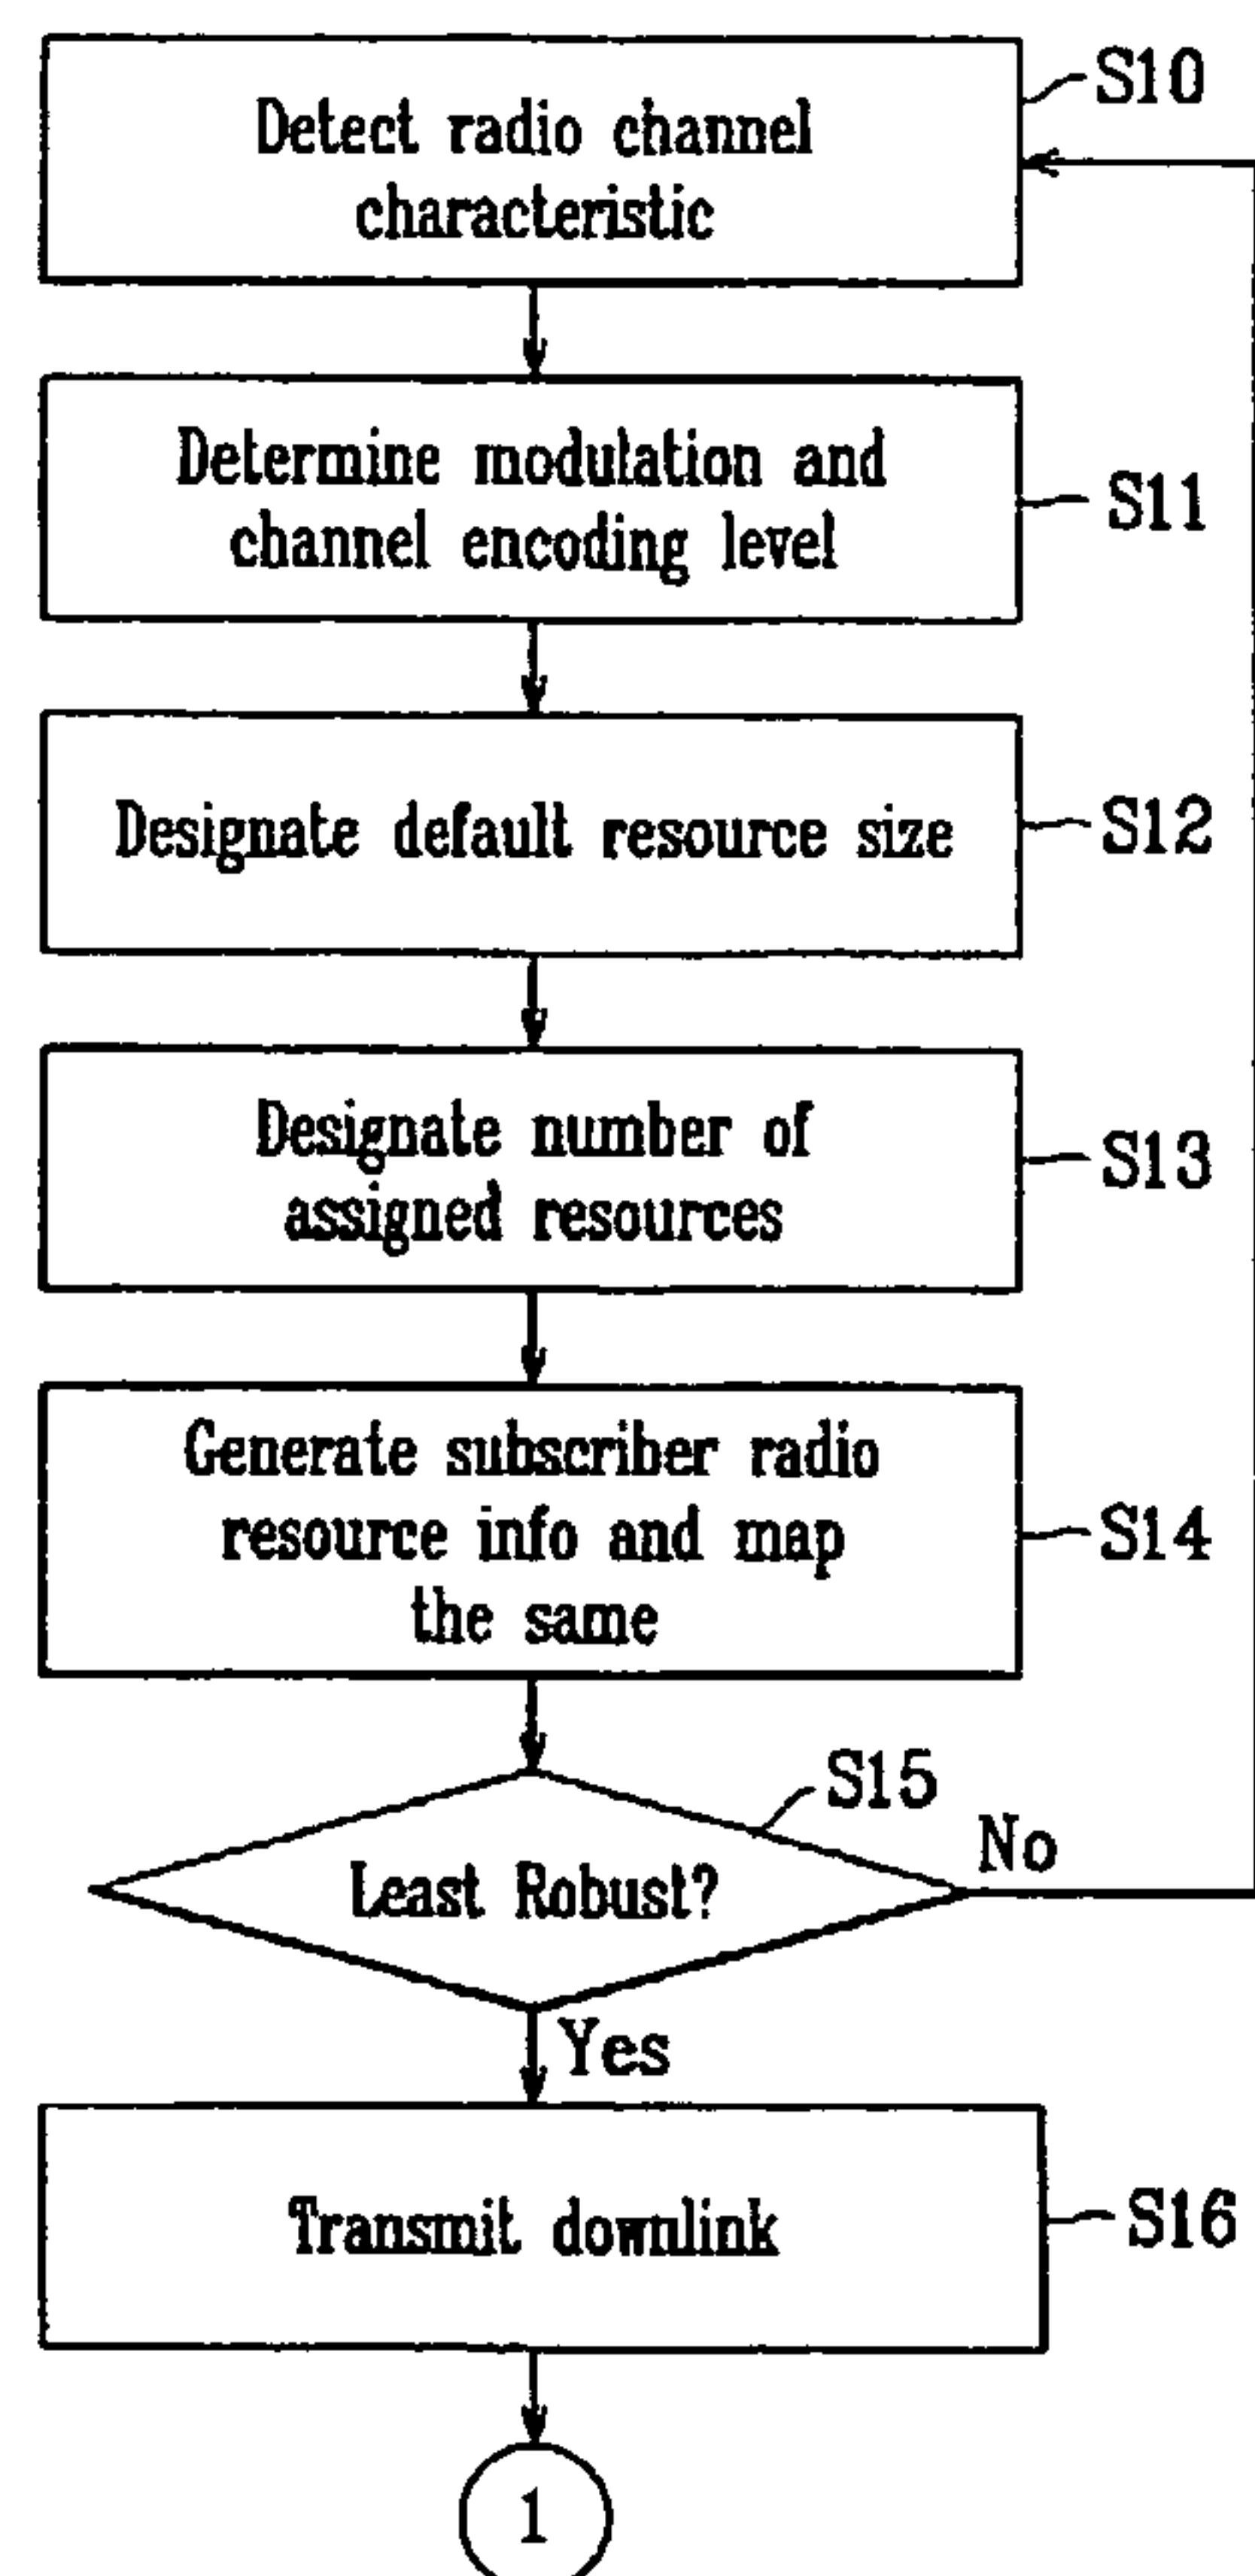 Detect radio channel
characteristic
S10
Determine modulation and
channel encoding level
S11
Designate default resource size
S12
Designate number of
assigned resources
S13
Generate subscriber radio
resource info and map
the same
S14
S15
Least Robust?
No
Yes
Transmit downlink
S16
1